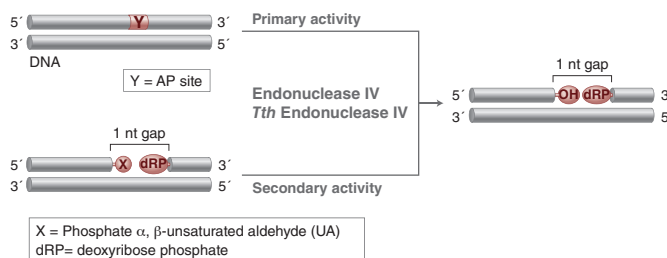 5´ Y 3´
3´ 5´
DNA
Y = AP site
Primary activity
Endonuclease IV
Tth Endonuclease IV
1 nt gap
5´ X dRP 3´
3´ 5´
Secondary activity
1 nt gap
5´ OH dRP 3´
3´ 5´
X = Phosphate α, β-unsaturated aldehyde (UA)
dRP= deoxyribose phosphate